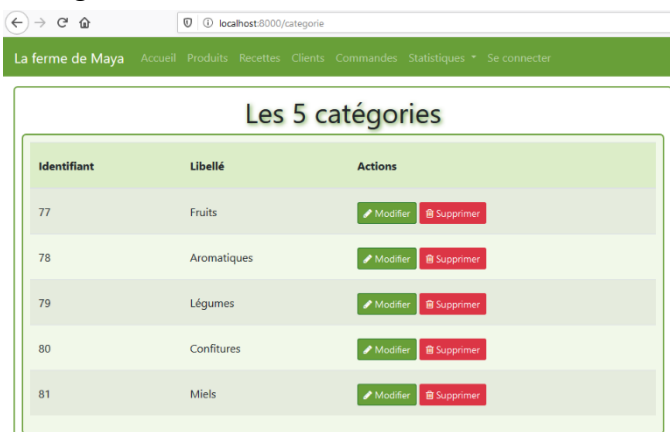 localhost:8000/categorie
La ferme de Maya Accueil Produits Recettes Clients Commandes Statistiques Se connecter
Les 5 catégories
Identifiant Libellé Actions
77 Fruits Modifier Supprimer
78 Aromatiques Modifier Supprimer
79 Légumes Modifier Supprimer
80 Confitures Modifier Supprimer
81 Miels Modifier Supprimer